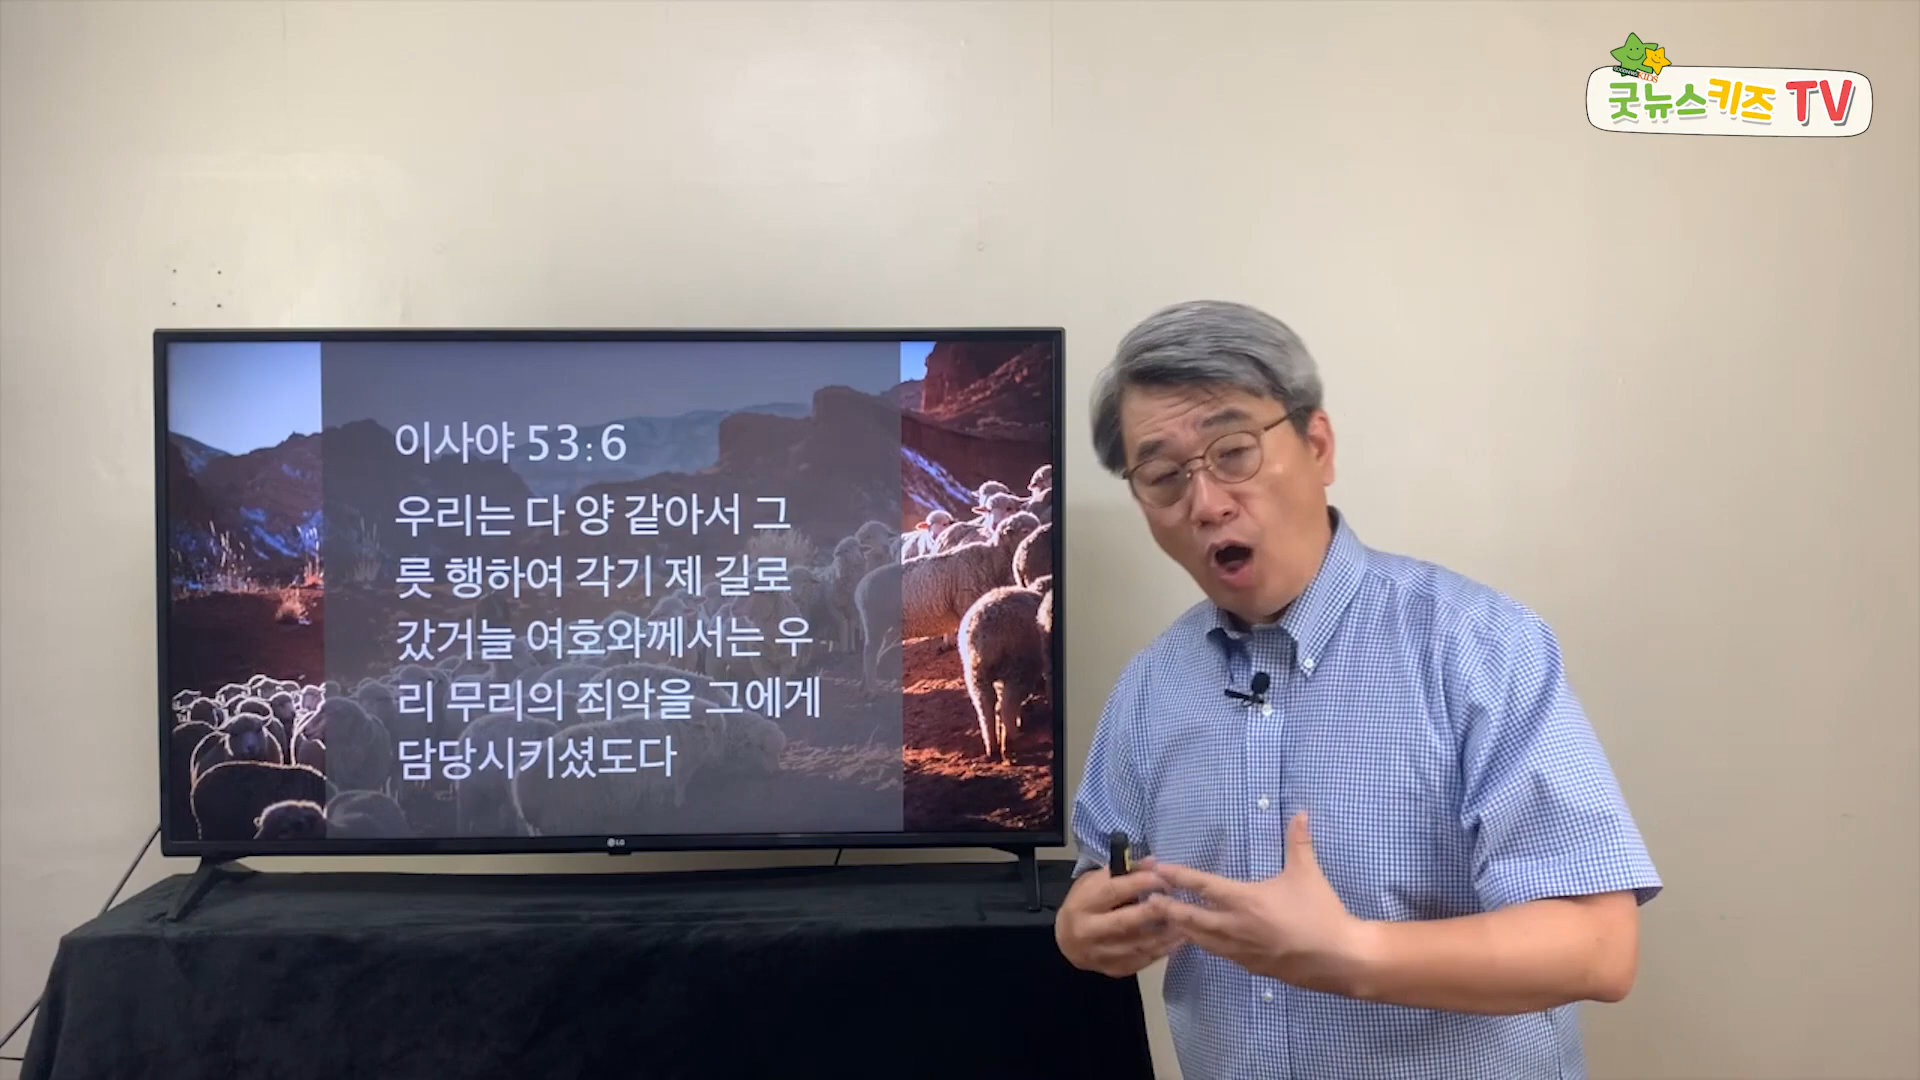 굿뉴스키즈 TV
이사야 53:6
우리는 다 양 같아서 그
릇 행하여 각기 제 길로
갔거늘 여호와께서는 우
리 무리의 죄악을 그에게
담당시키셨도다
LG